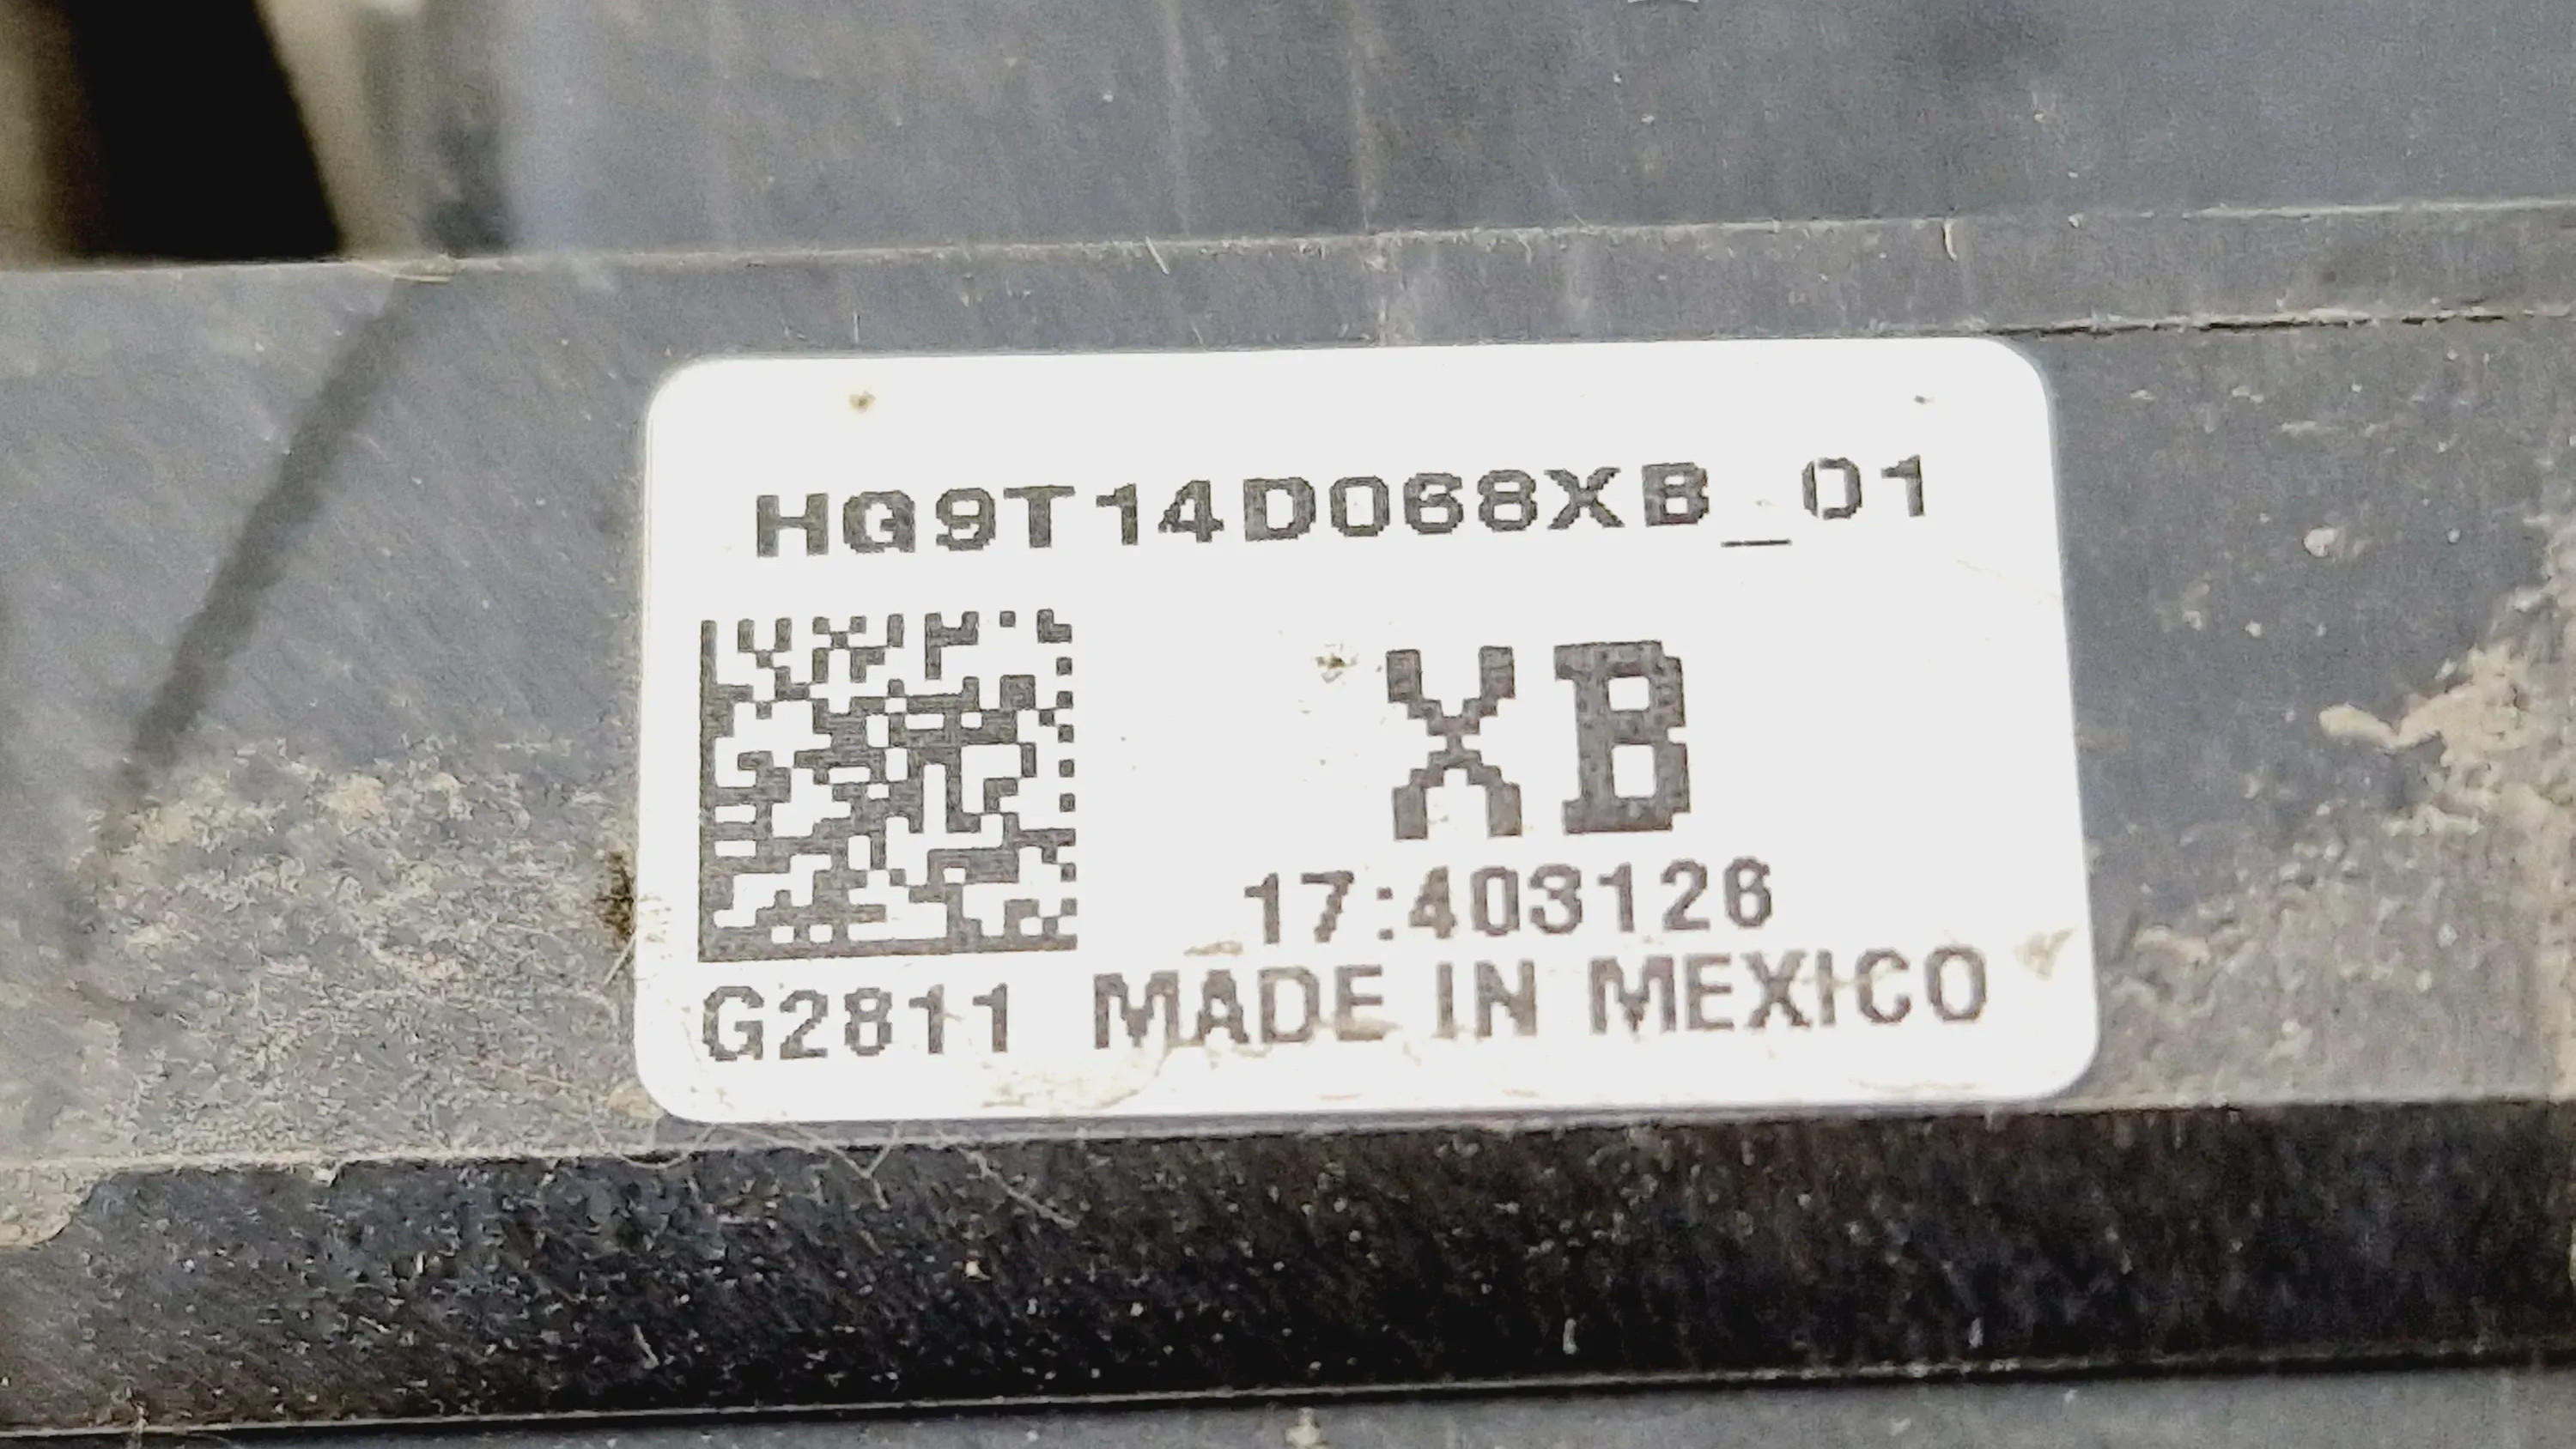 HG9T14D068XB_01
XB
17:403126
G2811 MADE IN MEXICO